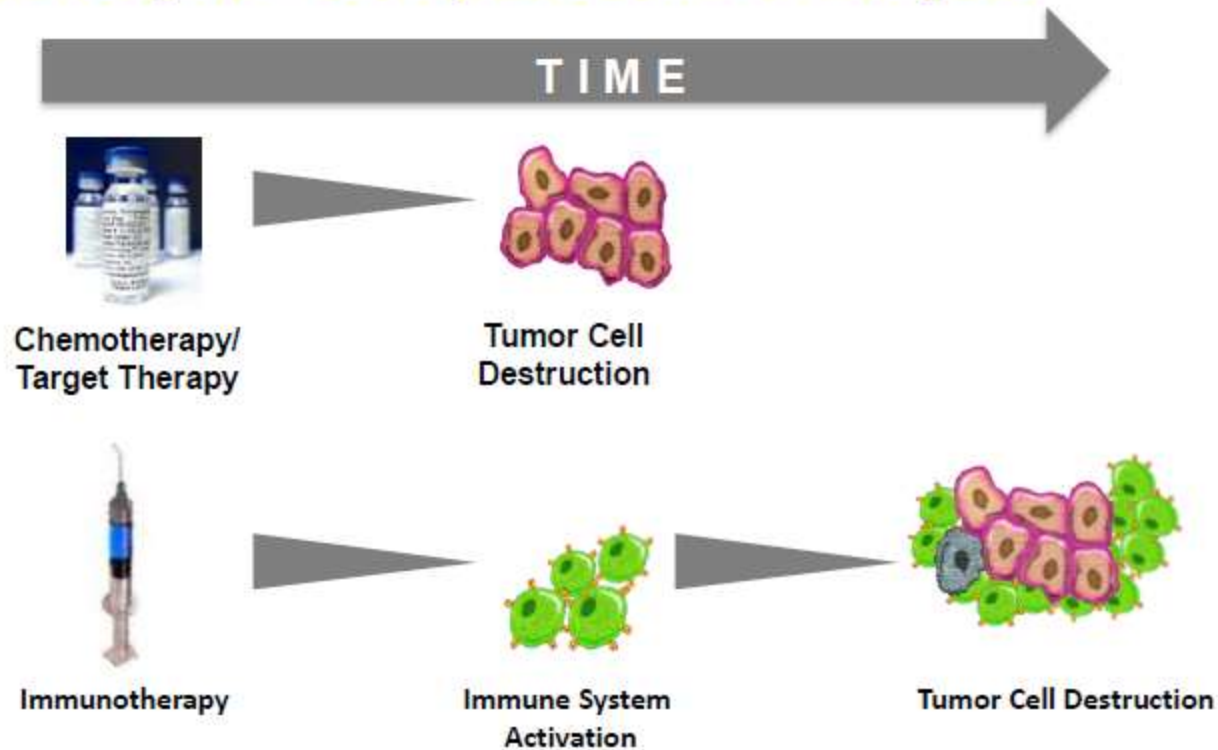 TIME
Chemotherapy/
Target Therapy
Tumor Cell
Destruction
Immunotherapy
Immune System
Activation
Tumor Cell Destruction